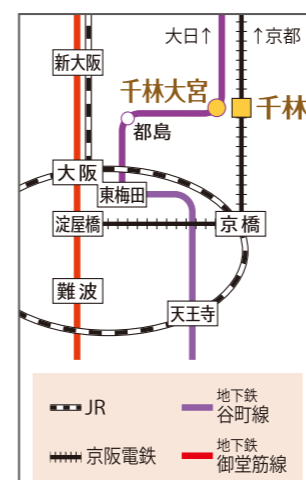 大日↑
↑京都
新大阪
千林大宮
千林
都島
大阪
東梅田
淀屋橋
京橋
難波
天王寺
JR
地下鉄
谷町線
京阪電鉄
地下鉄
御堂筋線